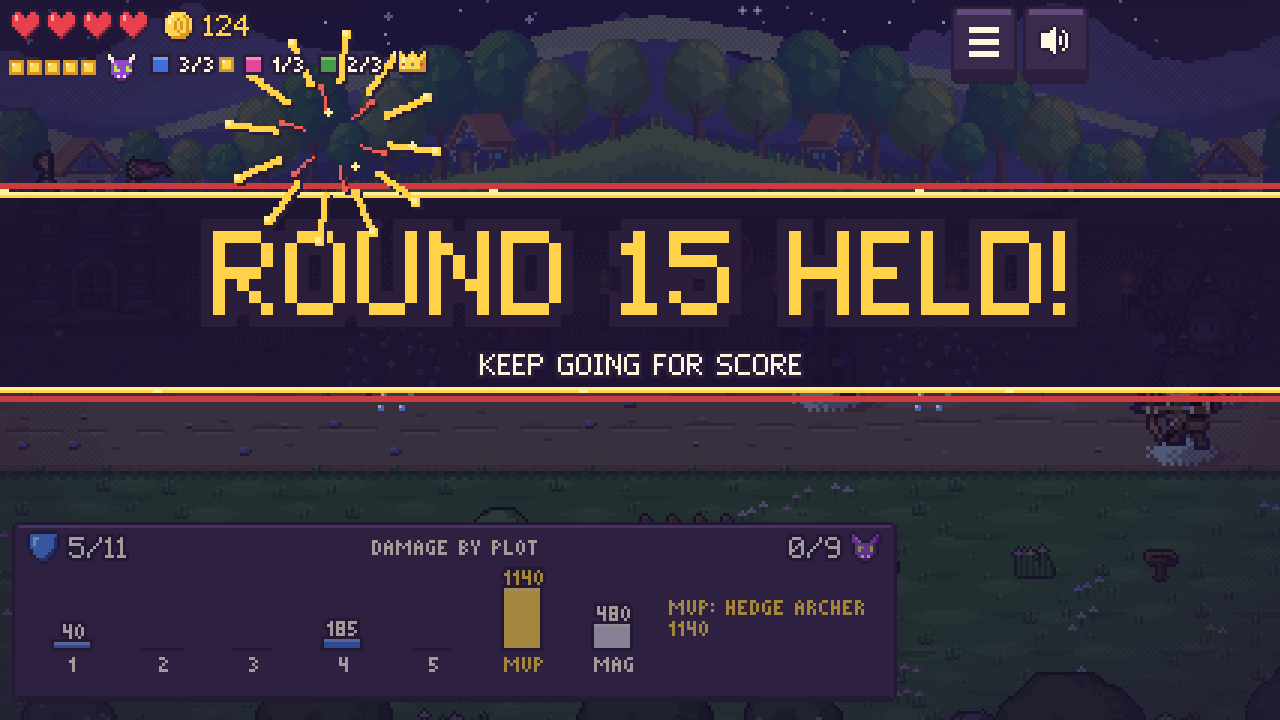 124
3/3 1/3 2/3
ROUND 15 HELD!
KEEP GOING FOR SCORE
5/11 DAMAGE BY PLOT 0/9
1140
40 185 480
MVP: HEDGE ARCHER
1140
1 2 3 4 5 MVP MAG